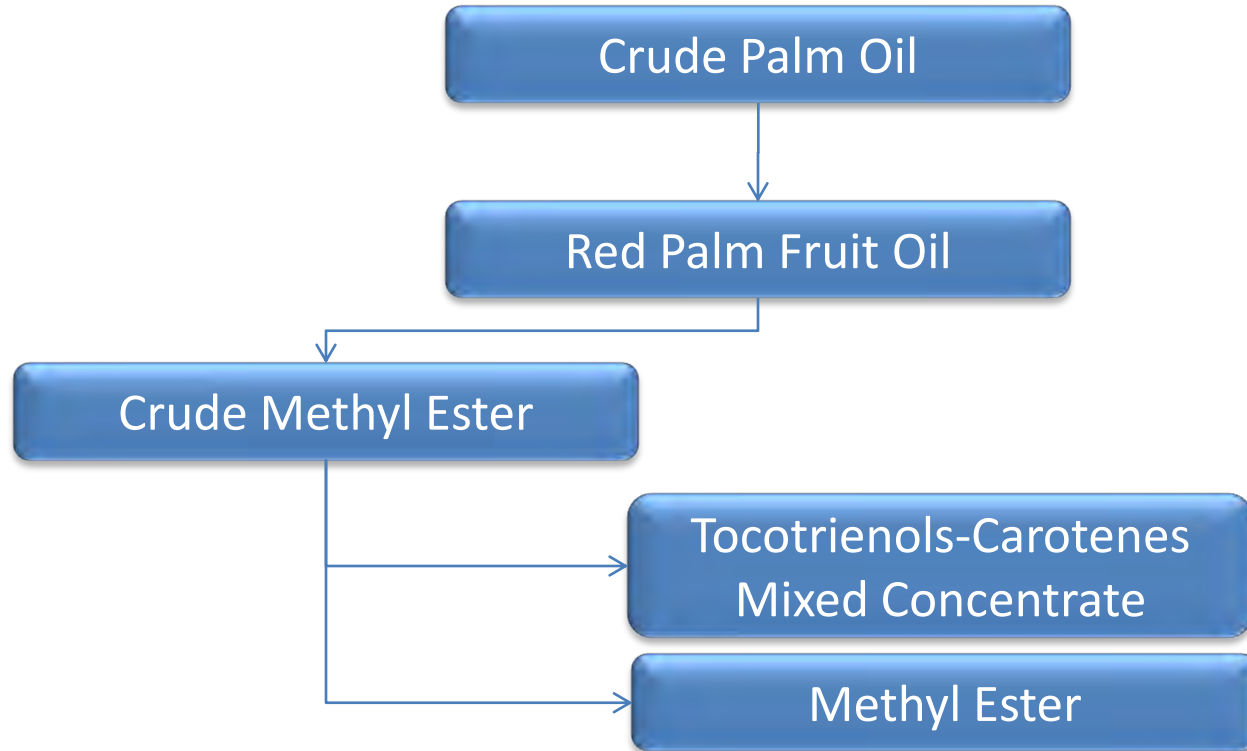 Crude Palm Oil
Red Palm Fruit Oil
Crude Methyl Ester
Tocotrienols-Carotenes
Mixed Concentrate
Methyl Ester